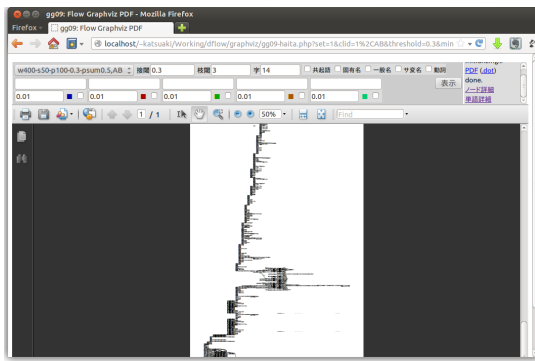 gg09: Flow Graphviz PDF - Mozilla Firefox
Firefox
gg09: Flow Graphviz PDF
localhost/~katsuaki/Working/dflow/graphviz/gg09-haita.php?set=1&clid=1%2CAB&threshold=0.3&min
w400-s50-p100-0.3-psum0.5,AB 接閾 0.3 枝閾 3 字 14 共起語 固有名 一般名 サ変名 動詞
PDF (.dot)
表示
done.
ノード詳細
単語詳細
0.01 0.01 0.01 0.01 0.01 0.01
1 / 1 50% Find